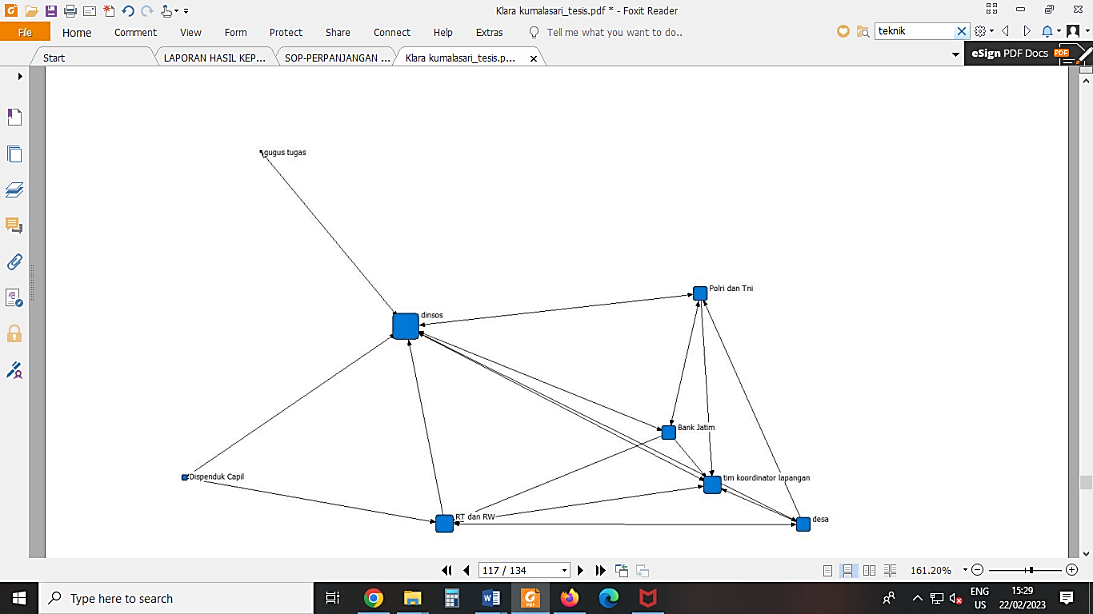 Klara kumalasari_tesis.pdf * - Foxit Reader
File Home Comment View Form Protect Share Connect Help Extras Tell me what you want to do.. teknik
Start LAPORAN HASIL KEP... SOP-PERPANJANGAN ... Klara kumalasari_tesis.p... eSign PDF Docs PDF
gugus tugas
Polri dan Tni
dinsos
Bank Jatim
Dispenduk Capil
tim koordinator lapangan
RT dan RW
desa
117 / 134 161.20%
Type here to search
ENG
US
15:29
22/02/2023